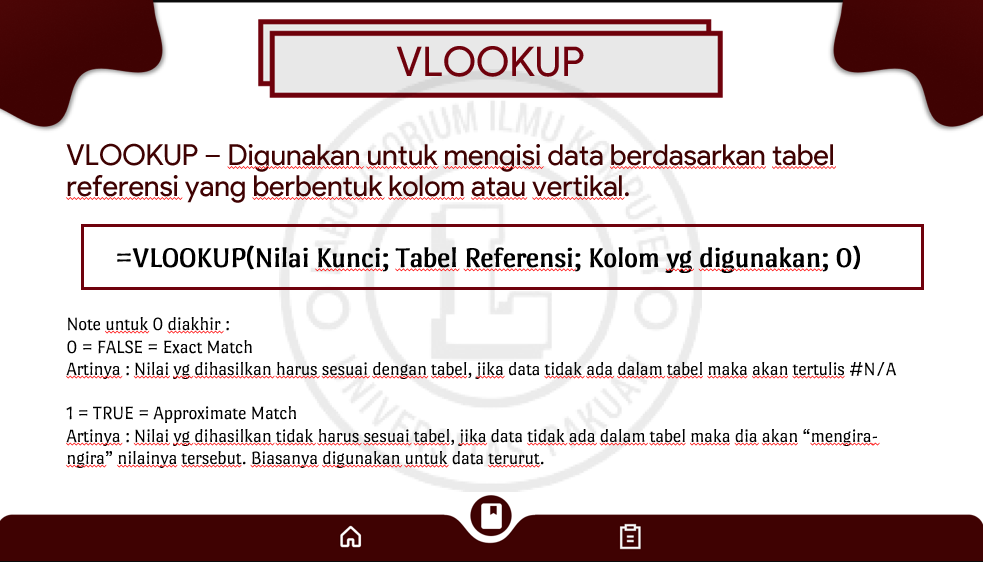 VLOOKUP
VLOOKUP – Digunakan untuk mengisi data berdasarkan tabel
referensi yang berbentuk kolom atau vertikal.
=VLOOKUP(Nilai Kunci; Tabel Referensi; Kolom yg digunakan; 0)
Note untuk 0 diakhir :
0 = FALSE = Exact Match
Artinya : Nilai yg dihasilkan harus sesuai dengan tabel, jika data tidak ada dalam tabel maka akan tertulis #N/A
1 = TRUE = Approximate Match
Artinya : Nilai yg dihasilkan tidak harus sesuai tabel, jika data tidak ada dalam tabel maka dia akan “mengira-
ngira” nilainya tersebut. Biasanya digunakan untuk data terurut.